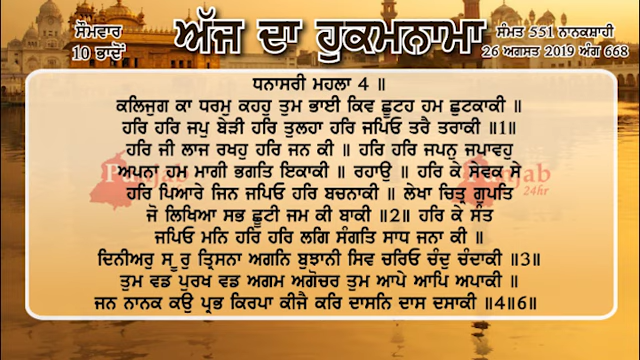 ਸੋਮਵਾਰ
10 ਭਾਦੋਂ
ਅੱਜ ਦਾ ਹੁਕਮਨਾਮਾ
ਸੰਮਤ 551 ਨਾਨਕਸ਼ਾਹੀ
26 ਅਗਸਤ 2019 ਅੰਗ 668
ਧਨਾਸਰੀ ਮਹਲਾ 4 ॥
ਕਲਿਜੁਗ ਕਾ ਧਰਮੁ ਕਹਹੁ ਤੁਮ ਭਾਈ ਕਿਵ ਛੂਟਹ ਹਮ ਛੁਟਕਾਕੀ ॥
ਹਰਿ ਹਰਿ ਜਪੁ ਬੇੜੀ ਹਰਿ ਤੁਲਹਾ ਹਰਿ ਜਪਿਓ ਤਰੈ ਤਰਾਕੀ ॥1॥
ਹਰਿ ਜੀ ਲਾਜ ਰਖਹੁ ਹਰਿ ਜਨ ਕੀ ॥ ਹਰਿ ਹਰਿ ਜਪਨੁ ਜਪਾਵਹੁ
ਅਪਨਾ ਹਮ ਮਾਗੀ ਭਗਤਿ ਇਕਾਕੀ ॥ ਰਹਾਉ ॥ ਹਰਿ ਕੇ ਸੇਵਕ ਸੇ
ਹਰਿ ਪਿਆਰੇ ਜਿਨ ਜਪਿਓ ਹਰਿ ਬਚਨਾਕੀ ॥ ਲੇਖਾ ਚਿਤ੍ਰ ਗੁਪਤਿ
ਜੋ ਲਿਖਿਆ ਸਭ ਛੂਟੀ ਜਮ ਕੀ ਬਾਕੀ ॥2॥ ਹਰਿ ਕੇ ਸੰਤ
ਜਪਿਓ ਮਨਿ ਹਰਿ ਹਰਿ ਲਗਿ ਸੰਗਤਿ ਸਾਧ ਜਨਾ ਕੀ ॥
ਦਿਨੀਅਰੁ ਸੂਰੁ ਤ੍ਰਿਸਨਾ ਅਗਨਿ ਬੁਝਾਨੀ ਸਿਵ ਚਰਿਓ ਚੰਦੁ ਚੰਦਾਕੀ ॥3॥
ਤੁਮ ਵਡ ਪੁਰਖ ਵਡ ਅਗਮ ਅਗੋਚਰ ਤੁਮ ਆਪੇ ਆਪਿ ਅਪਾਕੀ ॥
ਜਨ ਨਾਨਕ ਕਉ ਪ੍ਰਭ ਕਿਰਪਾ ਕੀਜੈ ਕਰਿ ਦਾਸਨਿ ਦਾਸ ਦਸਾਕੀ ॥4॥6॥